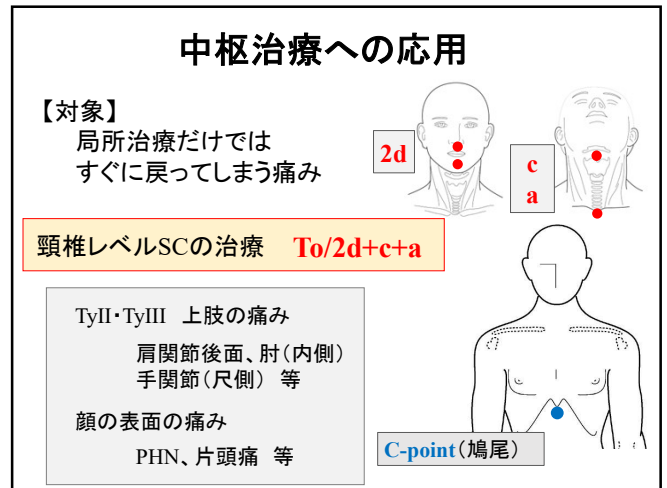 中枢治療への応用
【対象】
局所治療だけでは
すぐに戻ってしまう痛み
2d
c
a
頸椎レベルSCの治療 To/2d+c+a
TyII・TyIII 上肢の痛み
肩関節後面、肘(内側)
手関節(尺側) 等
顔の表面の痛み
PHN、片頭痛 等
C-point(鳩尾)